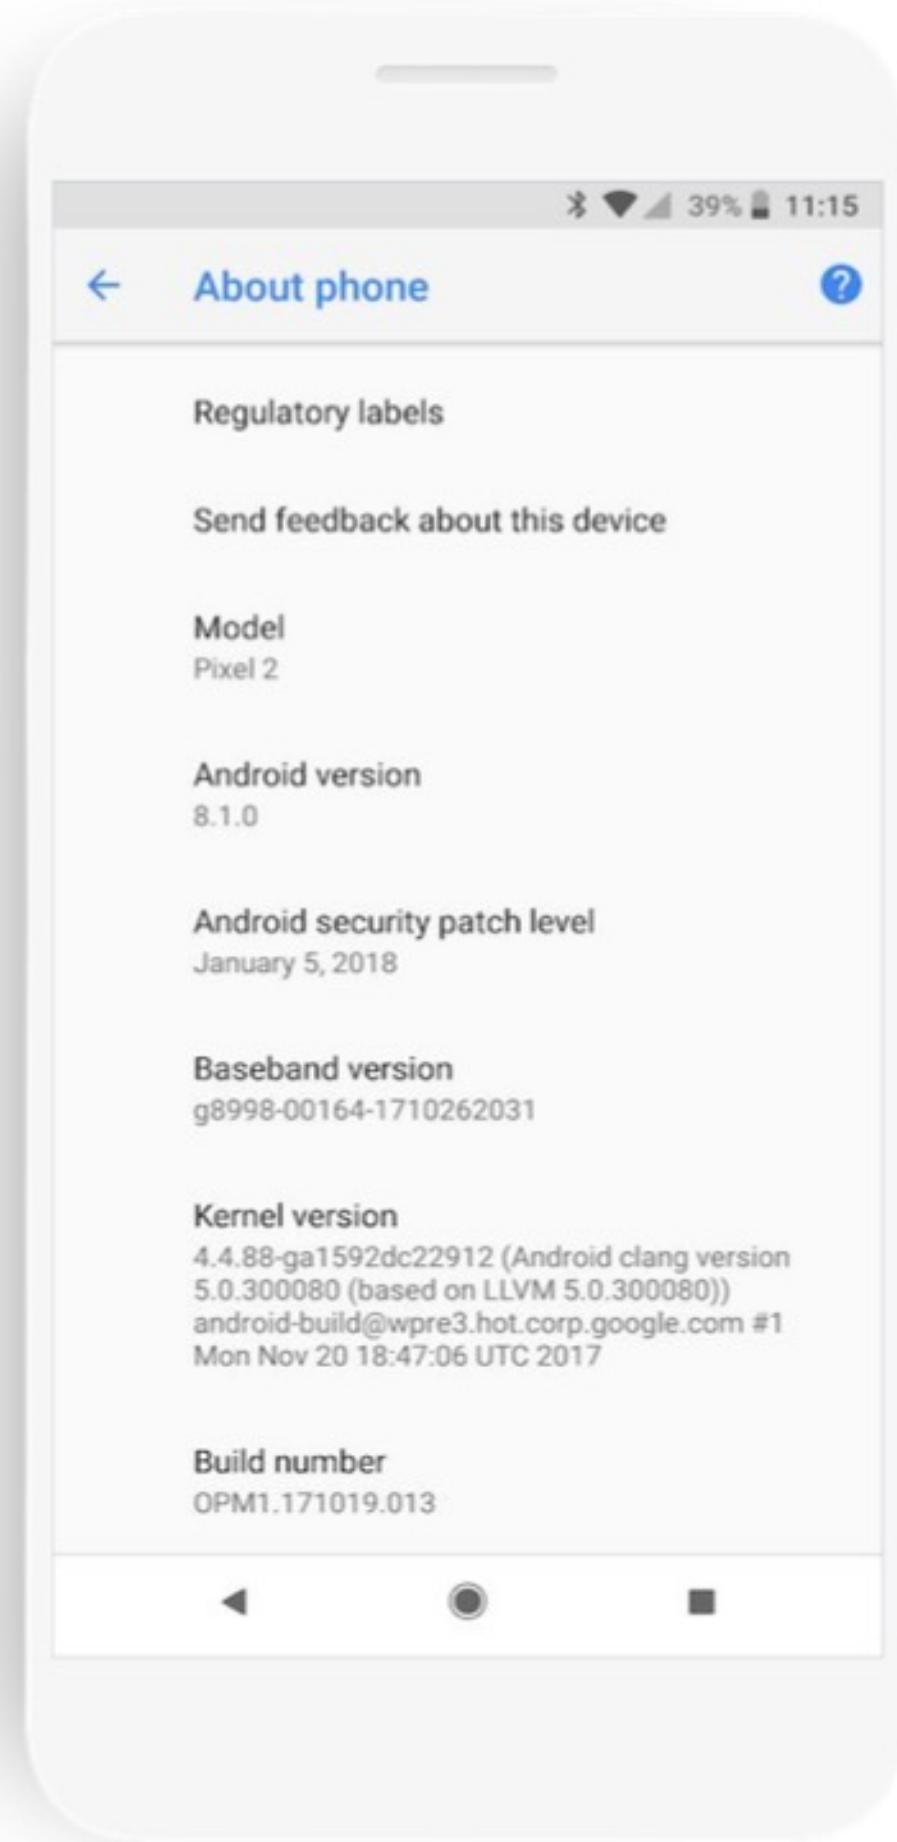 39% 11:15
About phone
Regulatory labels
Send feedback about this device
Model
Pixel 2
Android version
8.1.0
Android security patch level
January 5, 2018
Baseband version
g8998-00164-1710262031
Kernel version
4.4.88-ga1592dc22912 (Android clang version
5.0.300080 (based on LLVM 5.0.300080))
android-build@wpre3.hot.corp.google.com #1
Mon Nov 20 18:47:06 UTC 2017
Build number
OPM1.171019.013